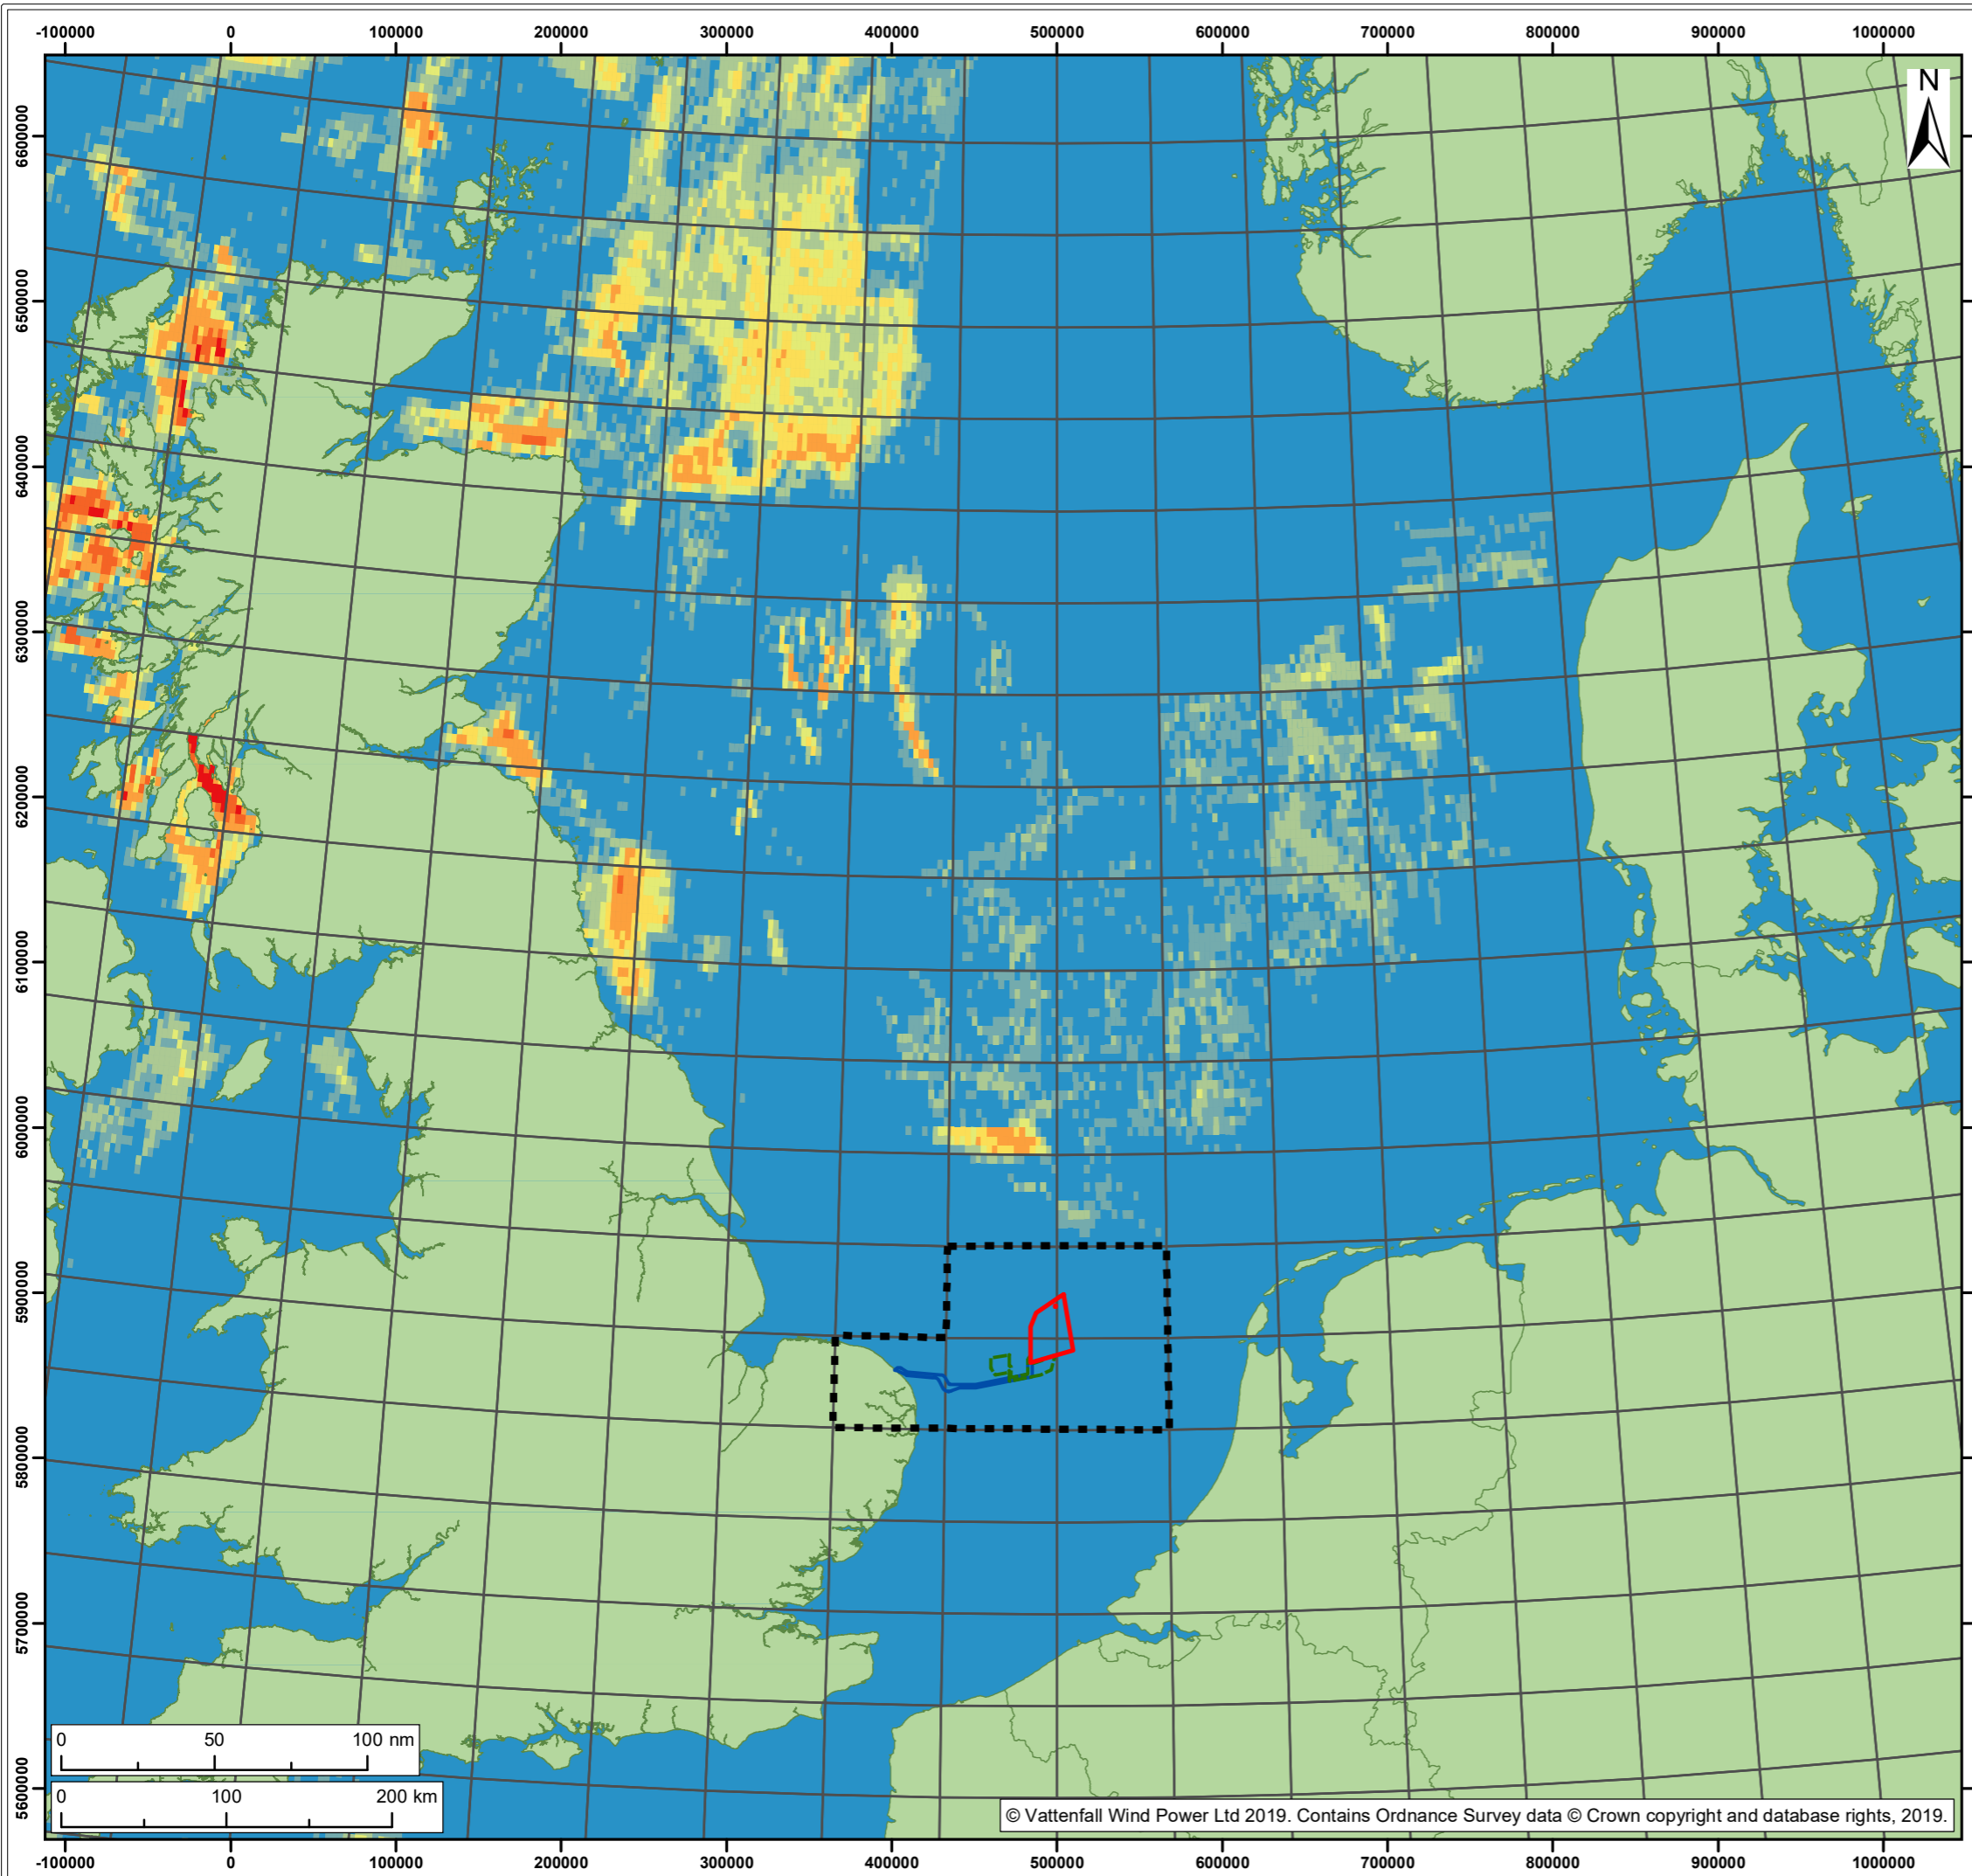 -100000 0 100000 200000 300000 400000 500000 600000 700000 800000 900000 1000000
N
6600000
6500000
6400000
6300000
6200000
6100000
6000000
5900000
5800000
5700000
5600000
0 50 100 nm
0 100 200 km
© Vattenfall Wind Power Ltd 2019. Contains Ordnance Survey data © Crown copyright and database rights, 2019.
-100000 0 100000 200000 300000 400000 500000 600000 700000 800000 900000 1000000